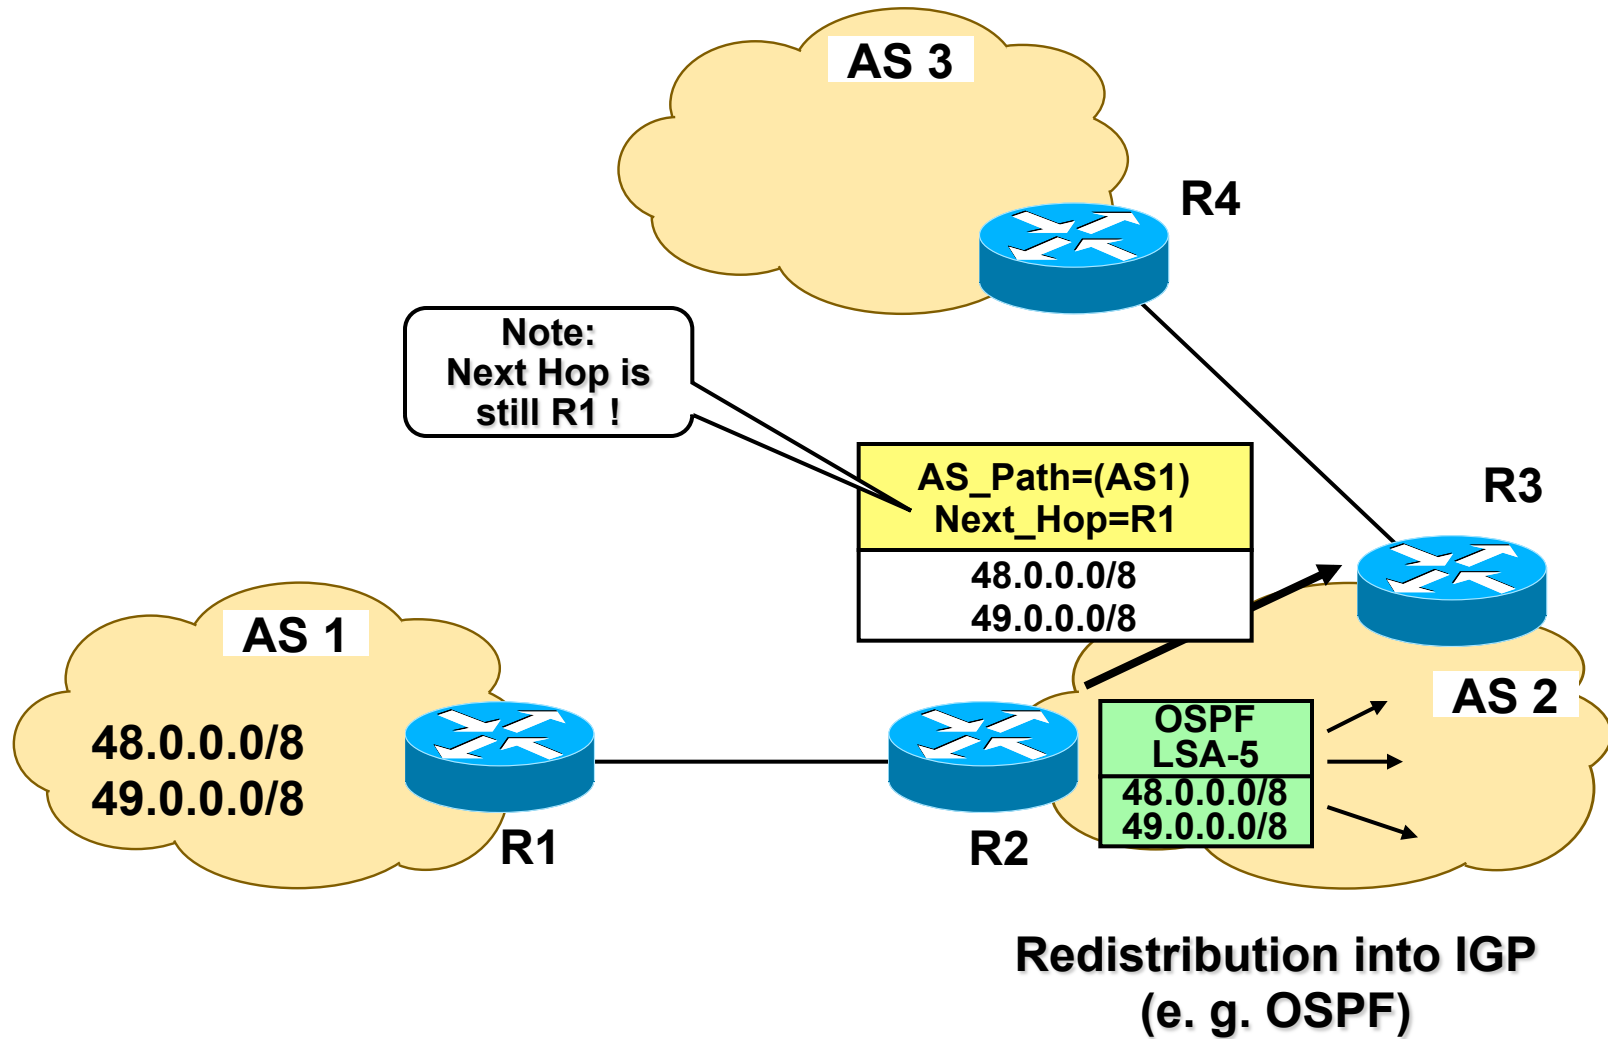 AS 3
R4
Note:
Next Hop is
still R1 !
AS_Path=(AS1)
Next_Hop=R1
48.0.0.0/8
49.0.0.0/8
R3
AS 1
48.0.0.0/8
49.0.0.0/8
R1
R2
AS 2
OSPF
LSA-5
48.0.0.0/8
49.0.0.0/8
Redistribution into IGP
(e. g. OSPF)